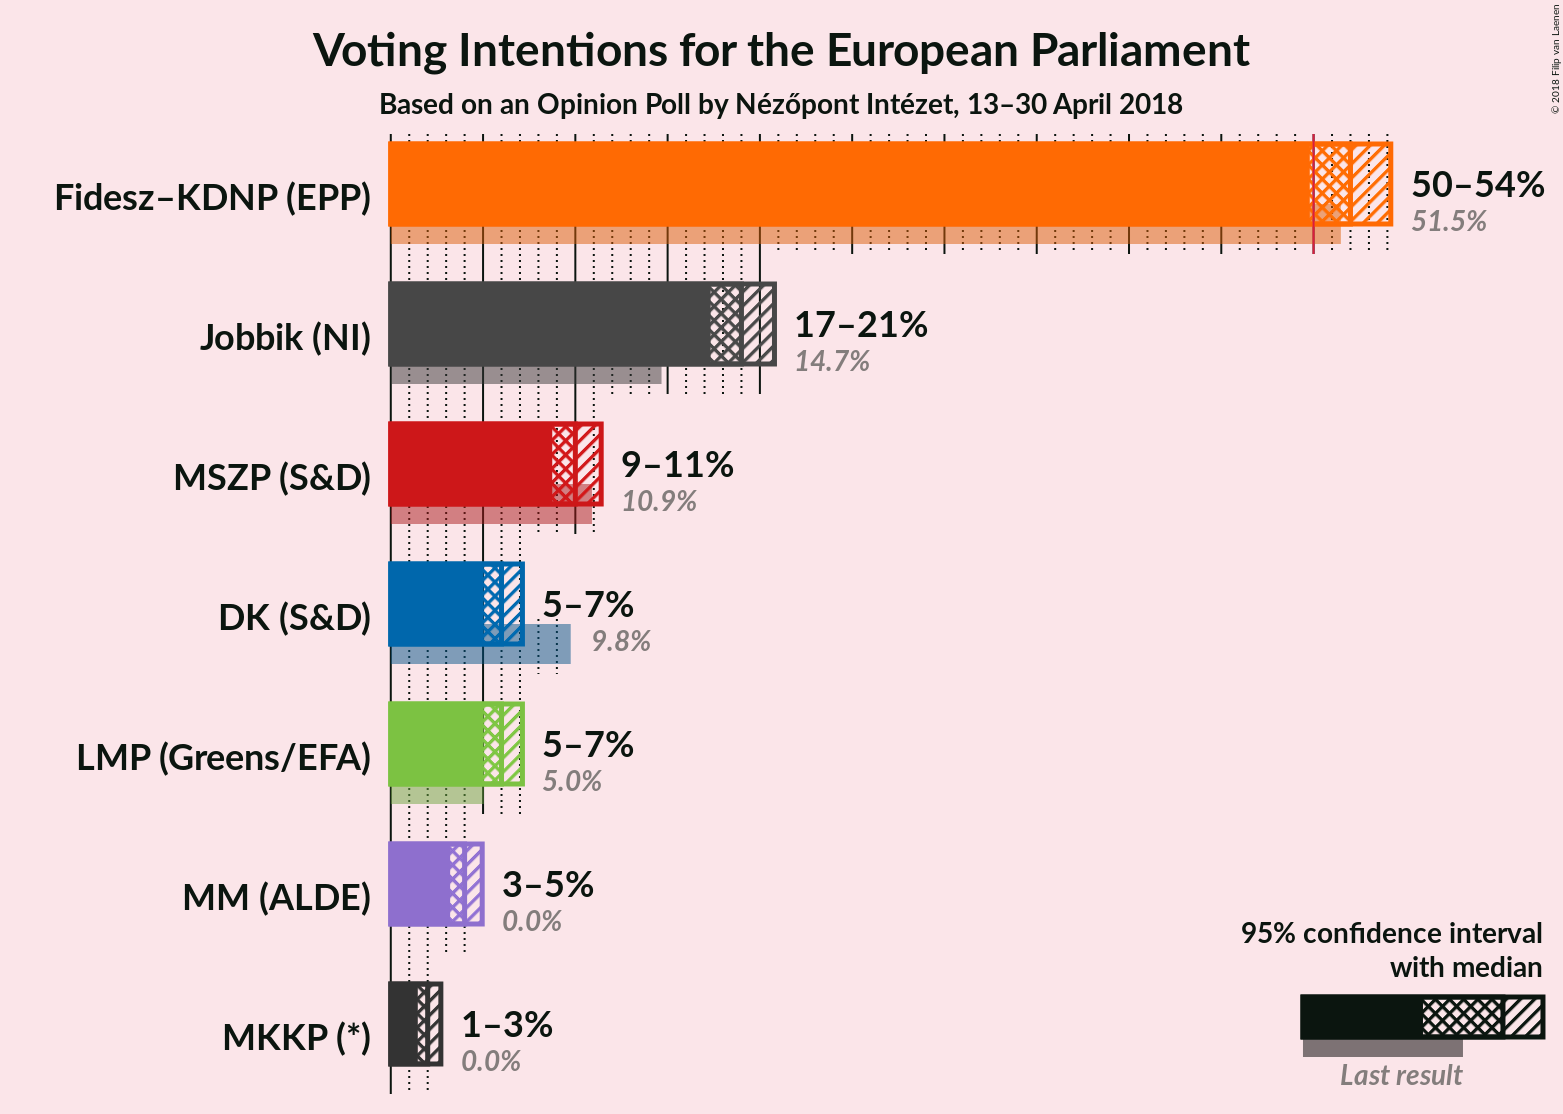 Voting Intentions for the European Parliament
Based on an Opinion Poll by Nézőpont Intézet, 13–30 April 2018
© 2018 Filip van Laenen
Fidesz–KDNP (EPP)
50–54%
51.5%
Jobbik (NI)
17–21%
14.7%
MSZP (S&D)
9–11%
10.9%
DK (S&D)
5–7%
9.8%
LMP (Greens/EFA)
5–7%
5.0%
MM (ALDE)
3–5%
0.0%
MKKP (*)
1–3%
0.0%
95% confidence interval
with median
Last result